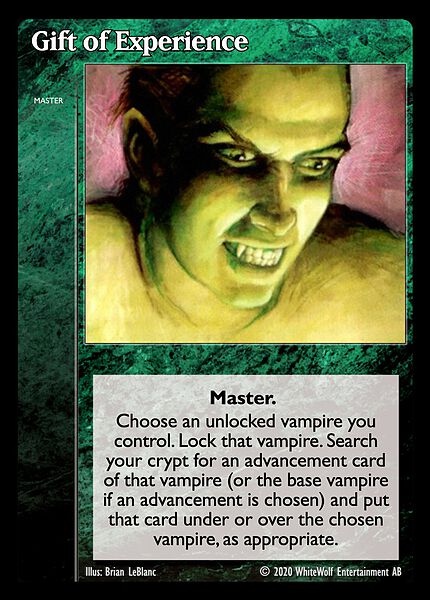 Gift of Experience
MASTER
Master.
Choose an unlocked vampire you
control. Lock that vampire. Search
your crypt for an advancement card
of that vampire (or the base vampire
if an advancement is chosen) and put
that card under or over the chosen
vampire, as appropriate.
Illus: Brian LeBlanc
© 2020 WhiteWolf Entertainment AB